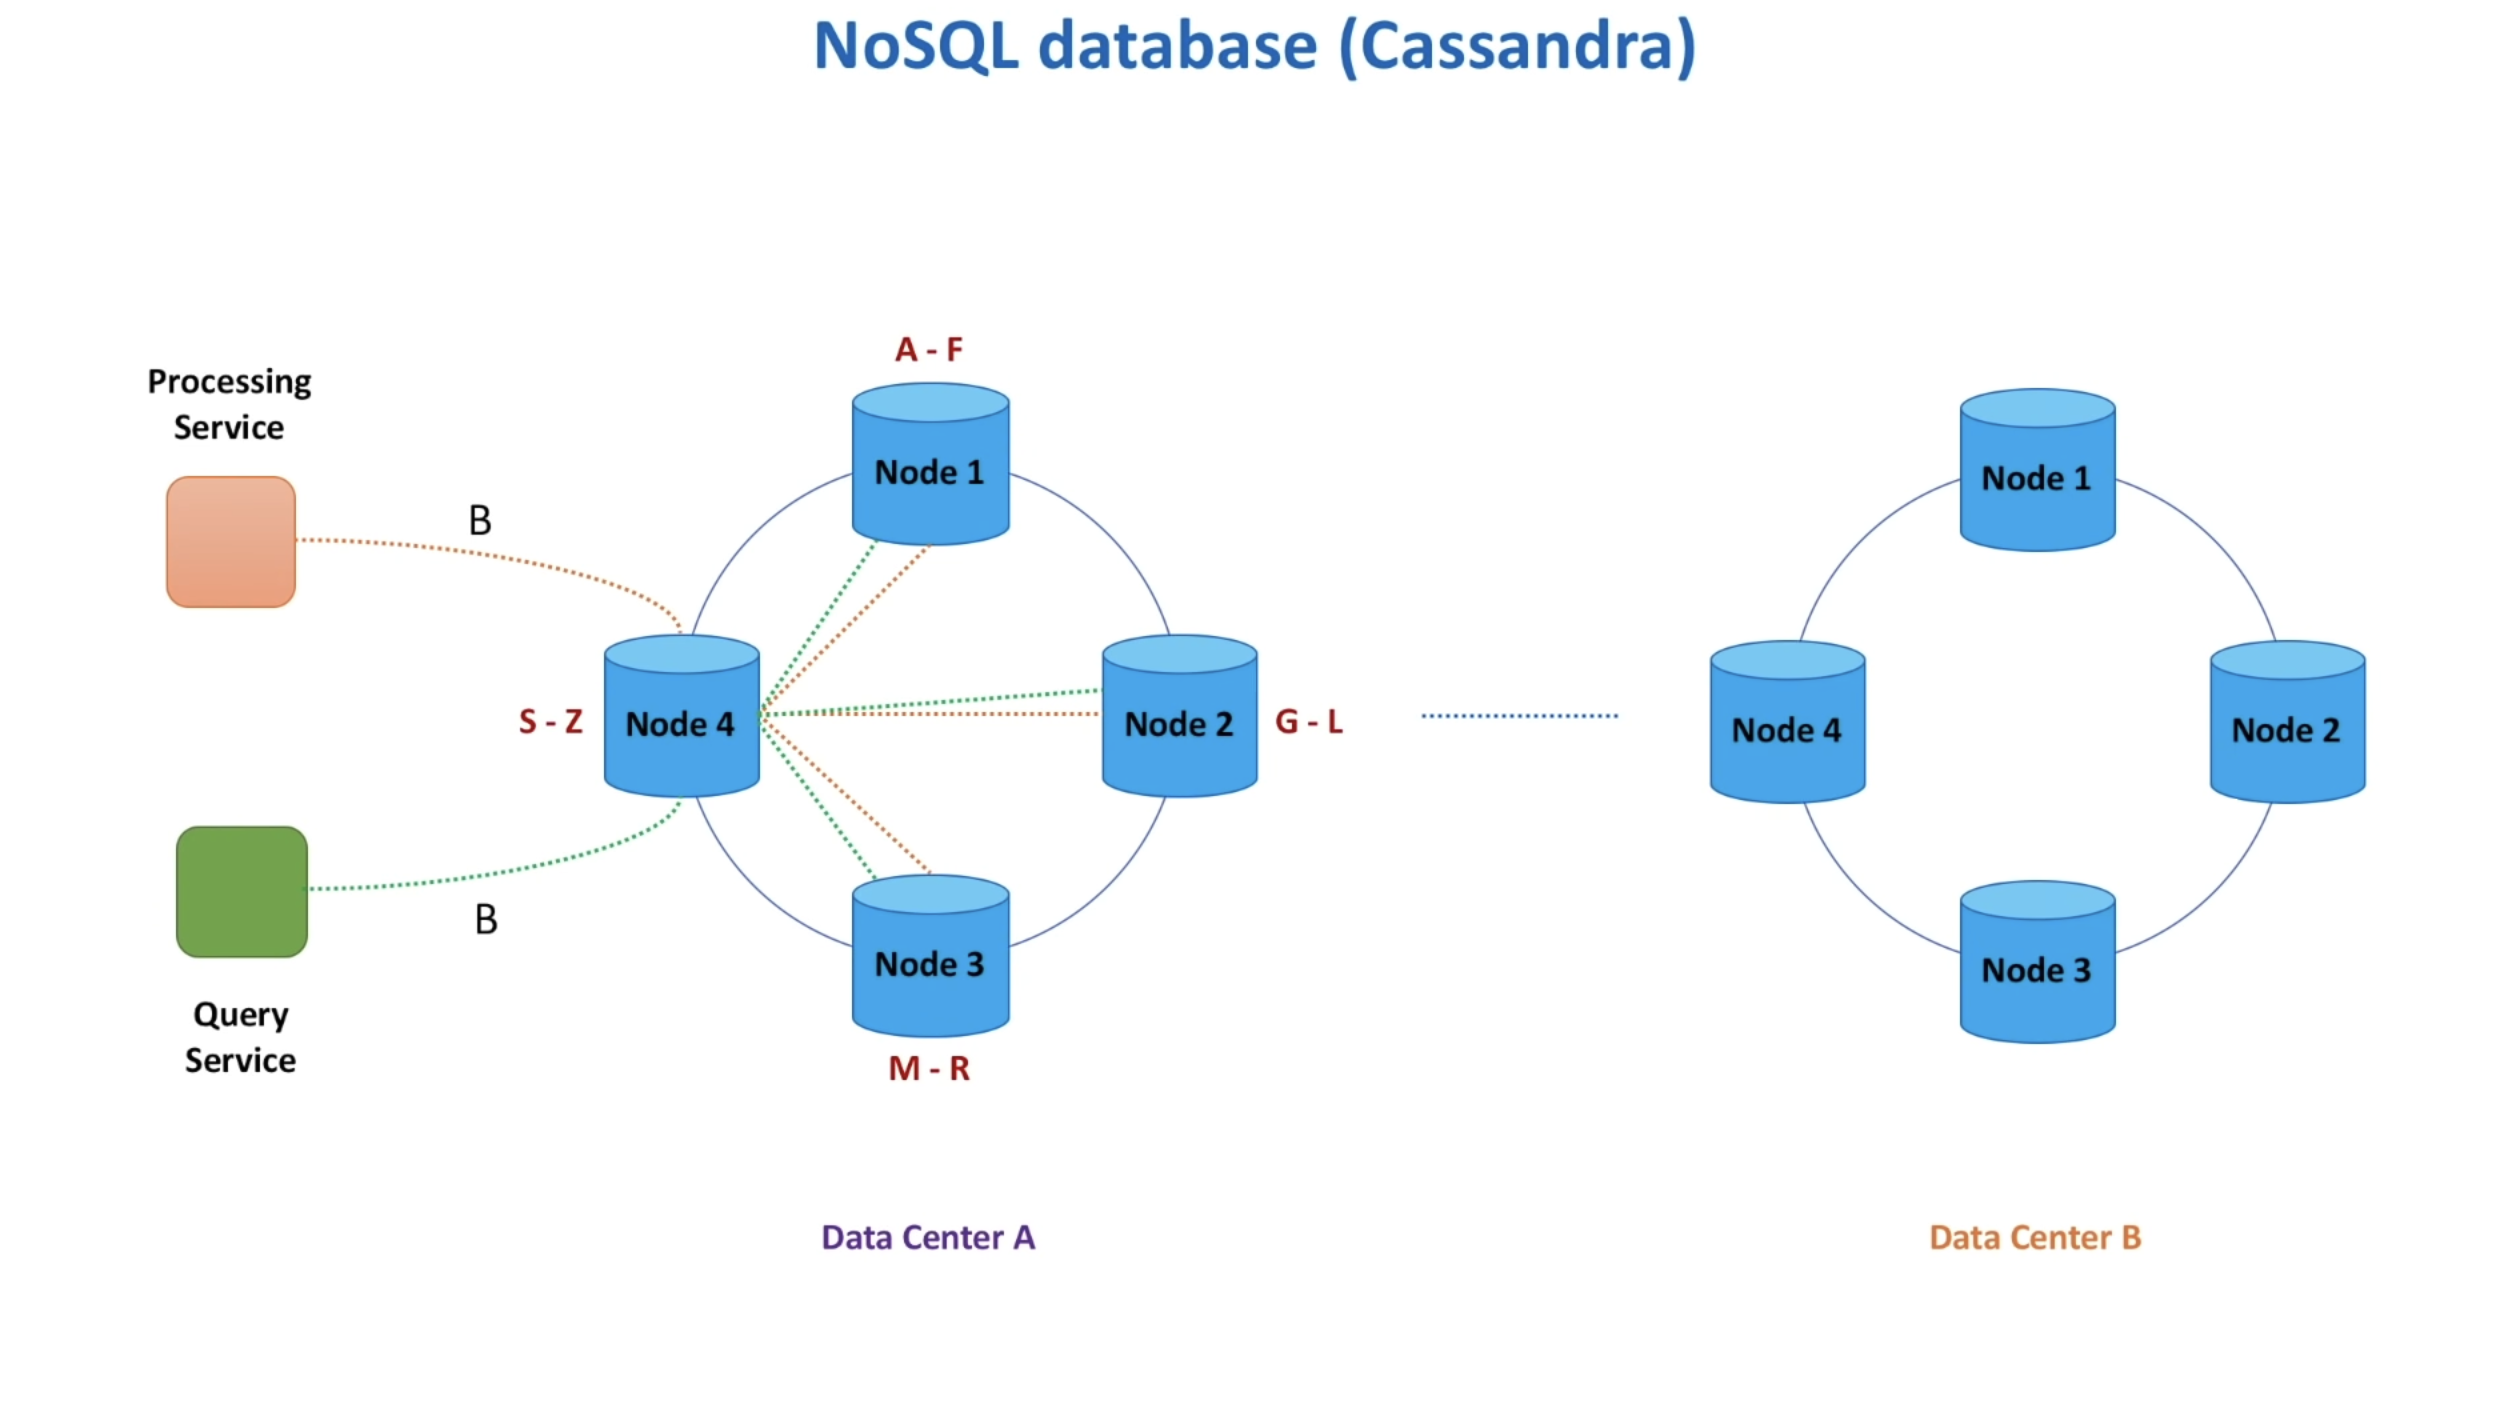 NoSQL database (Cassandra)
Processing
Service
B
A - F
Node 1
S - Z
Node 4
Node 2
G - L
B
Node 3
M - R
Query
Service
Data Center A
Node 1
Node 4
Node 2
Node 3
Data Center B